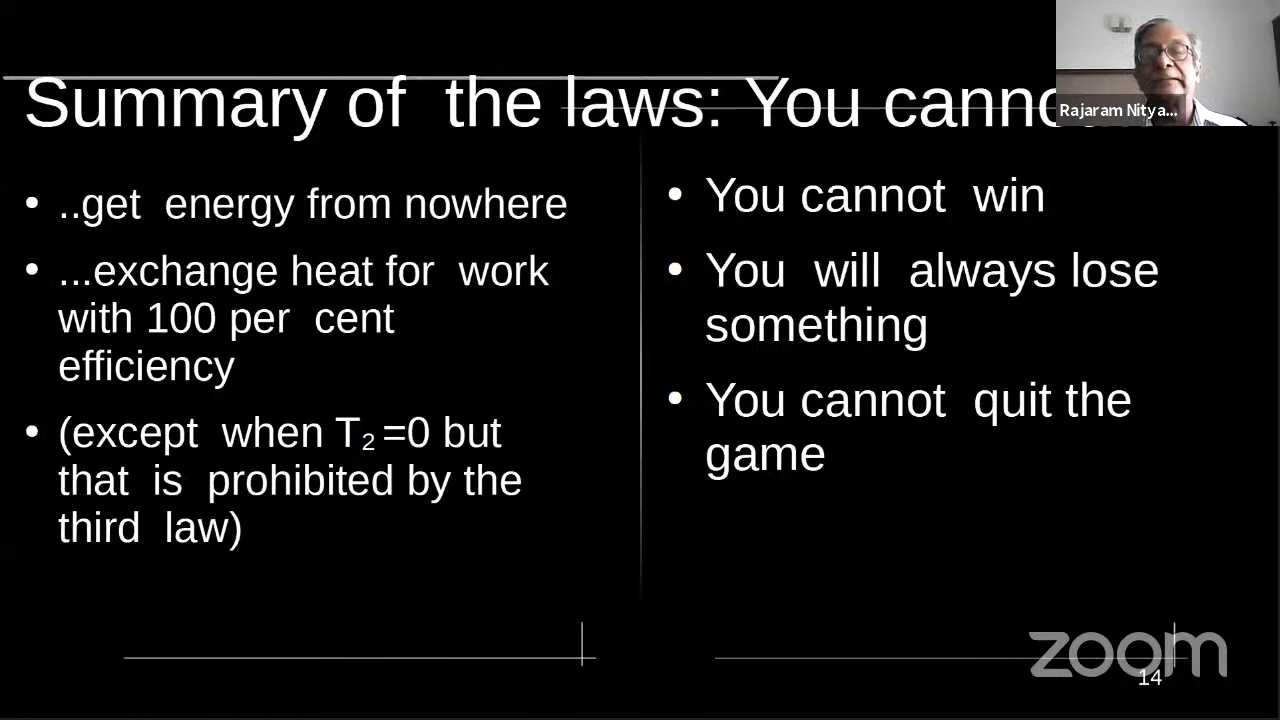 Summary of the laws: You canno
Rajaram Nitya...
• ..get energy from nowhere
• ...exchange heat for work
with 100 per cent
efficiency
• (except when T₂=0 but
that is prohibited by the
third law)
• You cannot win
• You will always lose
something
• You cannot quit the
game
zoom
14